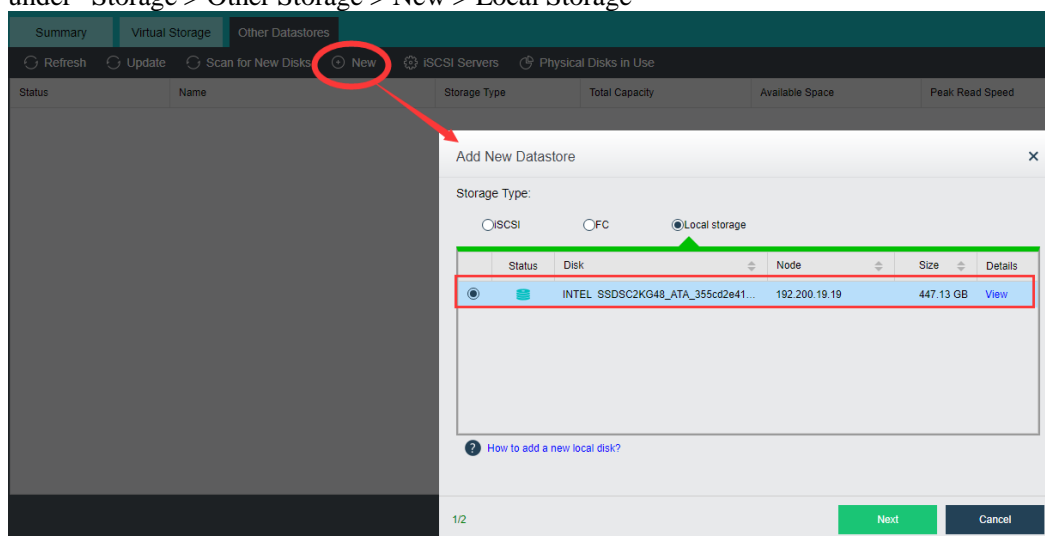 under "Storage > Other Storage > New > Local Storage"
Summary Virtual Storage Other Datastores
Refresh Update Scan for New Disks New iSCSI Servers Physical Disks in Use
Status Name Storage Type Total Capacity Available Space Peak Read Speed
Add New Datastore
Storage Type:
iSCSI FC Local storage
Status Disk Node Size Details
INTEL SSDSC2KG48_ATA_355cd2e41... 192.200.19.19 447.13 GB View
? How to add a new local disk?
1/2 Next Cancel